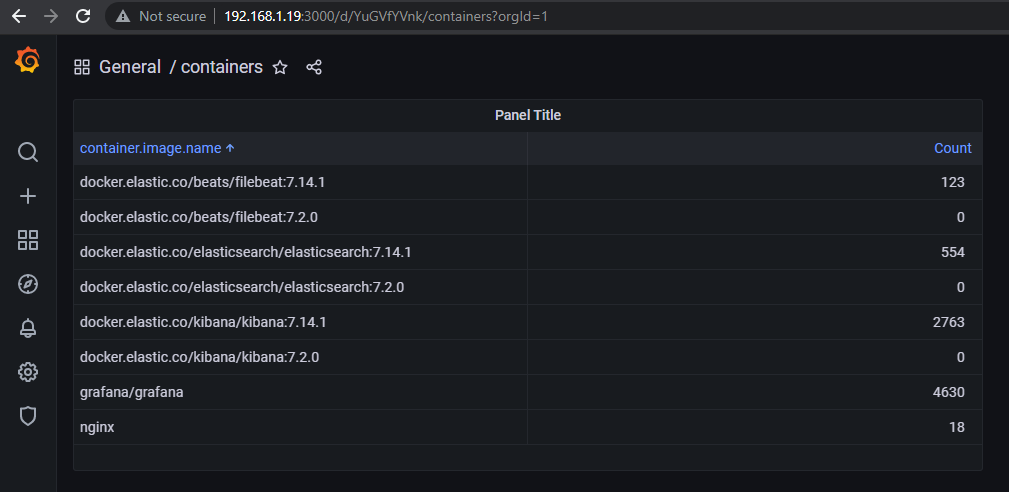 Not secure | 192.168.1.19:3000/d/YuGVfYVnk/containers?orgId=1
General / containers
Panel Title
container.image.name ↑ Count
docker.elastic.co/beats/filebeat:7.14.1 123
docker.elastic.co/beats/filebeat:7.2.0 0
docker.elastic.co/elasticsearch/elasticsearch:7.14.1 554
docker.elastic.co/elasticsearch/elasticsearch:7.2.0 0
docker.elastic.co/kibana/kibana:7.14.1 2763
docker.elastic.co/kibana/kibana:7.2.0 0
grafana/grafana 4630
nginx 18